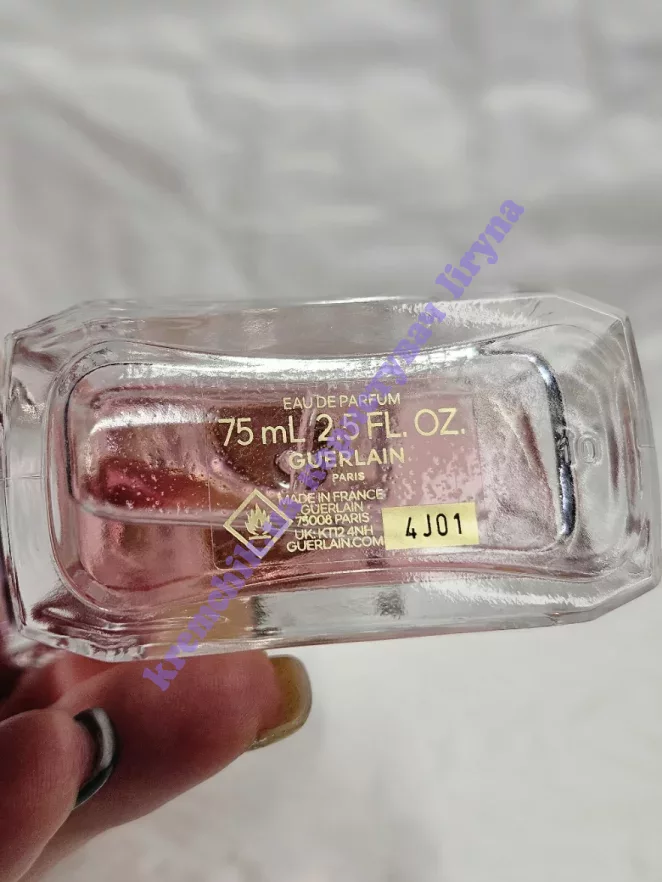 EAU DE PARFUM
75 mL 2.5 FL. OZ.
GUERLAIN
PARIS
MADE IN FRANCE
GUERLAIN
75008 PARIS
UK: KT12 4NH
GUERLAIN.COM
4J01
Iiryna